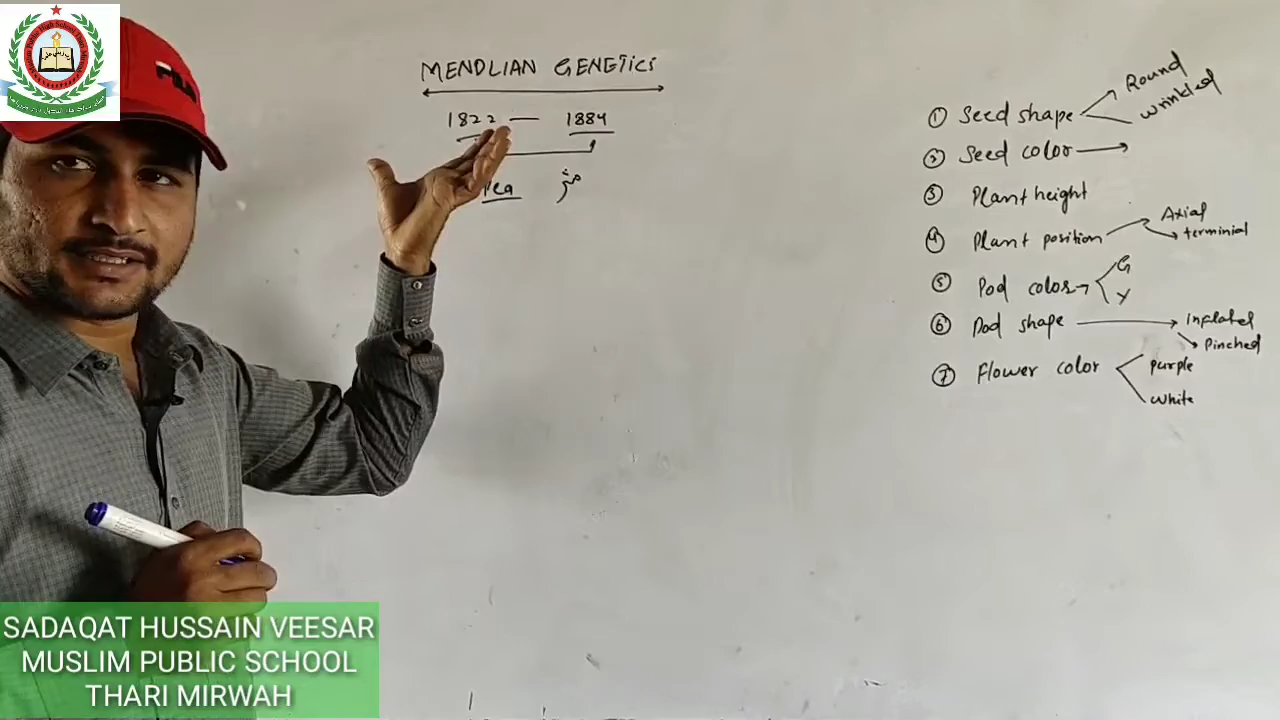 MENDLIAN GENETICS
1822 — 1884
Pea
① Seed shape Round
wrinkled
② Seed color
③ Plant height
④ Plant position Axial
terminial
⑤ Pod color G
Y
⑥ Pod shape Inflated
Pinched
⑦ Flower color purple
white
SADAQAT HUSSAIN VEESAR
MUSLIM PUBLIC SCHOOL
THARI MIRWAH